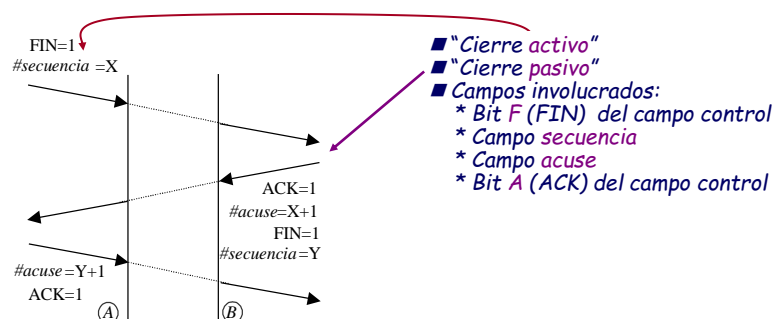 FIN=1
#secuencia =X
ACK=1
#acuse=X+1
FIN=1
#secuencia=Y
#acuse=Y+1
ACK=1
A
B
"Cierre activo"
"Cierre pasivo"
Campos involucrados:
* Bit F (FIN) del campo control
* Campo secuencia
* Campo acuse
* Bit A (ACK) del campo control